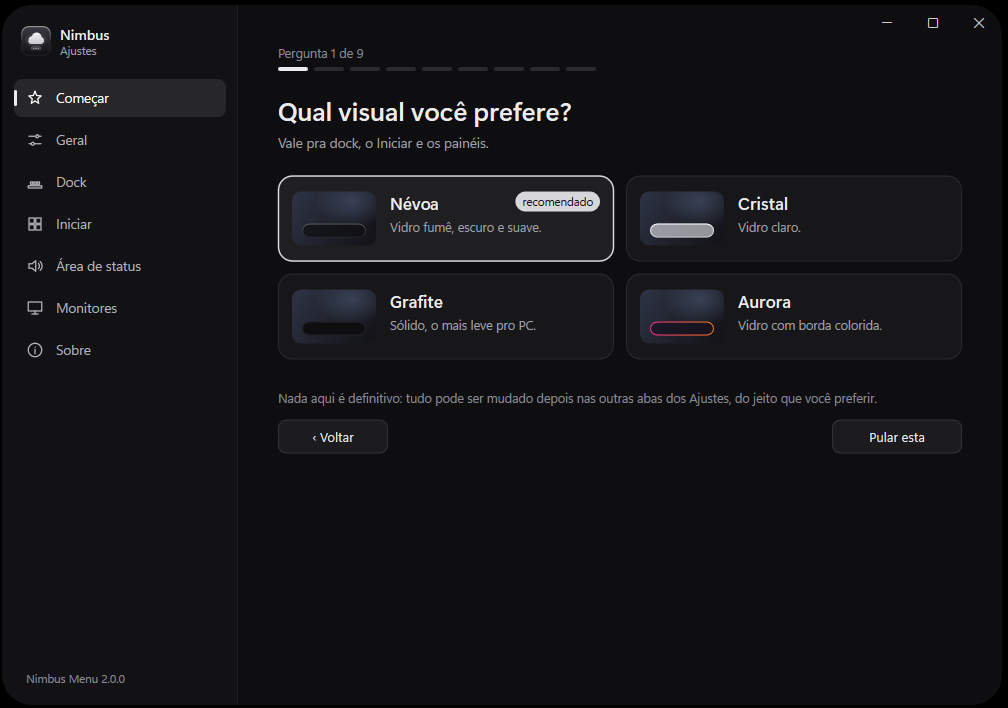 Nimbus
Ajustes
Começar
Geral
Dock
Iniciar
Área de status
Monitores
Sobre
Nimbus Menu 2.0.0
Pergunta 1 de 9
Qual visual você prefere?
Vale pra dock, o Iniciar e os painéis.
Névoa
recomendado
Vidro fumê, escuro e suave.
Cristal
Vidro claro.
Grafite
Sólido, o mais leve pro PC.
Aurora
Vidro com borda colorida.
Nada aqui é definitivo: tudo pode ser mudado depois nas outras abas dos Ajustes, do jeito que você preferir.
‹ Voltar
Pular esta